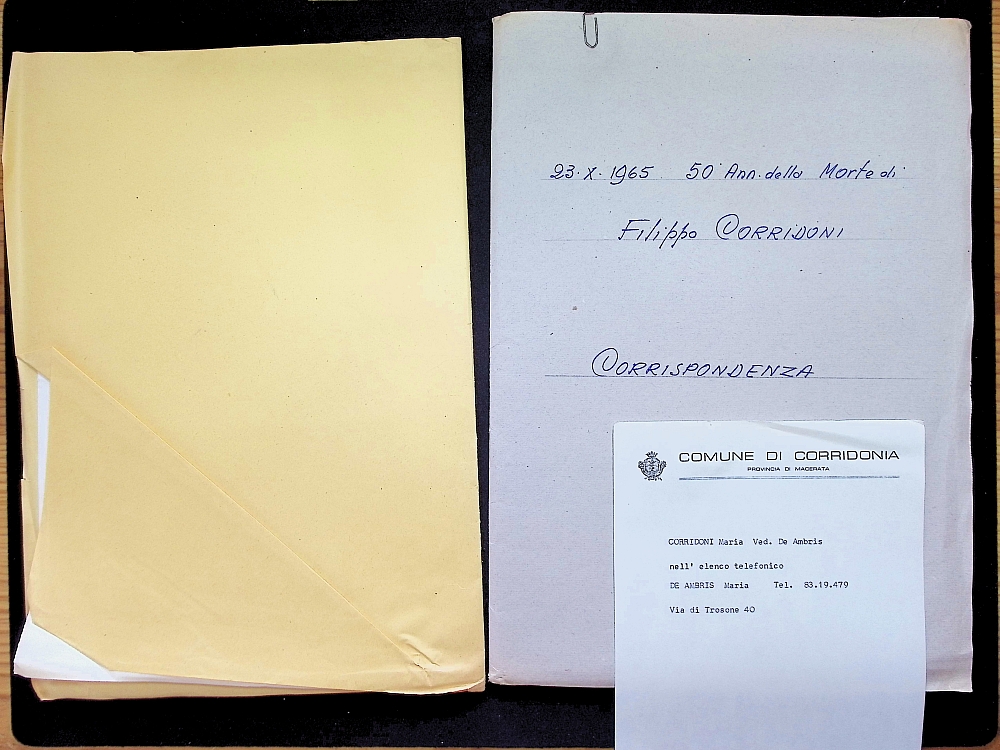 23·X·1965 50° Ann. della Morte di
Filippo CORRIDONI
CORRISPONDENZA
COMUNE DI CORRIDONIA
PROVINCIA DI MACERATA
CORRIDONI Maria Ved. De Ambris
nell' elenco telefonico
DE AMBRIS Maria Tel. 83.19.479
Via di Trosone 40